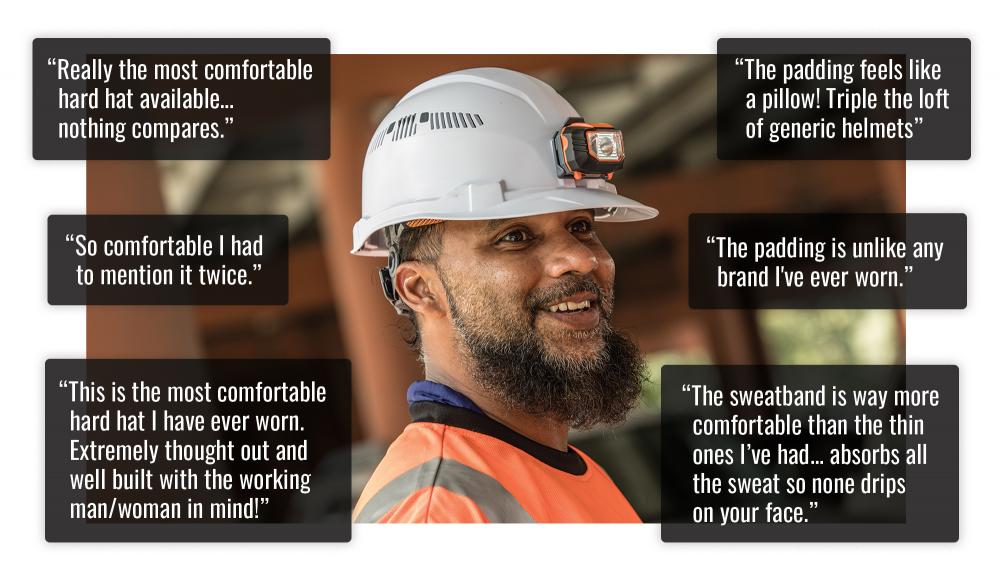 “Really the most comfortable
hard hat available...
nothing compares.”
“So comfortable I had
to mention it twice.”
“This is the most comfortable
hard hat I have ever worn.
Extremely thought out and
well built with the working
man/woman in mind!”
“The padding feels like
a pillow! Triple the loft
of generic helmets”
“The padding is unlike any
brand I've ever worn.”
“The sweatband is way more
comfortable than the thin
ones I’ve had... absorbs all
the sweat so none drips
on your face.”